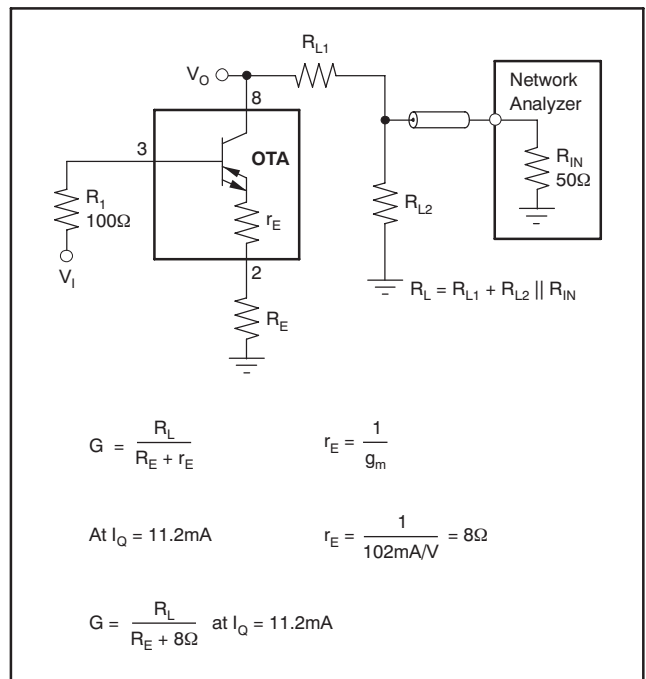 R_L1
V_O
8
Network
Analyzer
3
OTA
R_IN
50Ω
R_1
100Ω
r_E
R_L2
V_I
2
R_L = R_L1 + R_L2 || R_IN
R_E
G = R_L / (R_E + r_E)
r_E = 1 / g_m
At I_Q = 11.2mA
r_E = 1 / 102mA/V = 8Ω
G = R_L / (R_E + 8Ω) at I_Q = 11.2mA